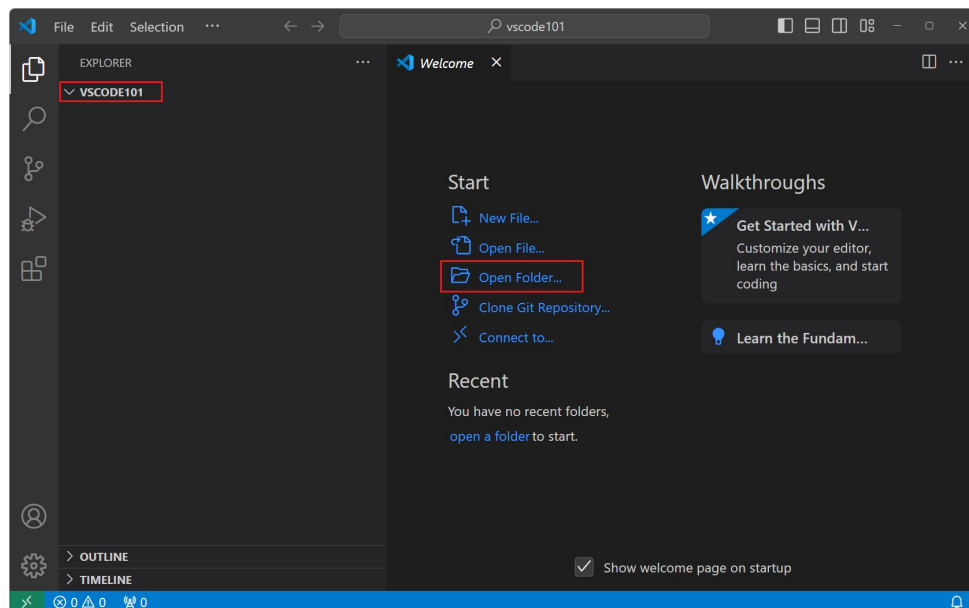 File Edit Selection ···
vscode101
EXPLORER ···
VSCODE101
Welcome
Start
New File...
Open File...
Open Folder...
Clone Git Repository...
Connect to...
Recent
You have no recent folders,
open a folder to start.
Walkthroughs
Get Started with V...
Customize your editor,
learn the basics, and start
coding
Learn the Fundam...
Show welcome page on startup
OUTLINE
TIMELINE
0 0 0